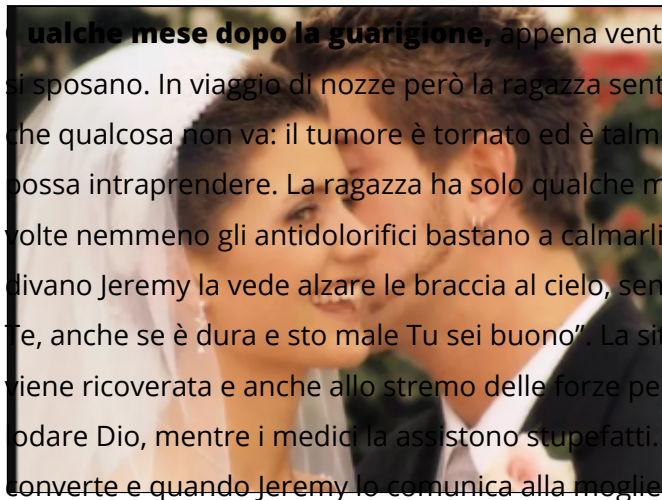 ualche mese dopo la guarigione, appena vent
si sposano. In viaggio di nozze però la ragazza sent
che qualcosa non va: il tumore è tornato ed è talm
possa intraprendere. La ragazza ha solo qualche m
volte nemmeno gli antidolorifici bastano a calmarli
divano Jeremy la vede alzare le braccia al cielo, sen
Te, anche se è dura e sto male Tu sei buono”. La sit
viene ricoverata e anche allo stremo delle forze pe
lodare Dio, mentre i medici la assistono stupefatti.
converte e quando Jeremy lo comunica alla moglie